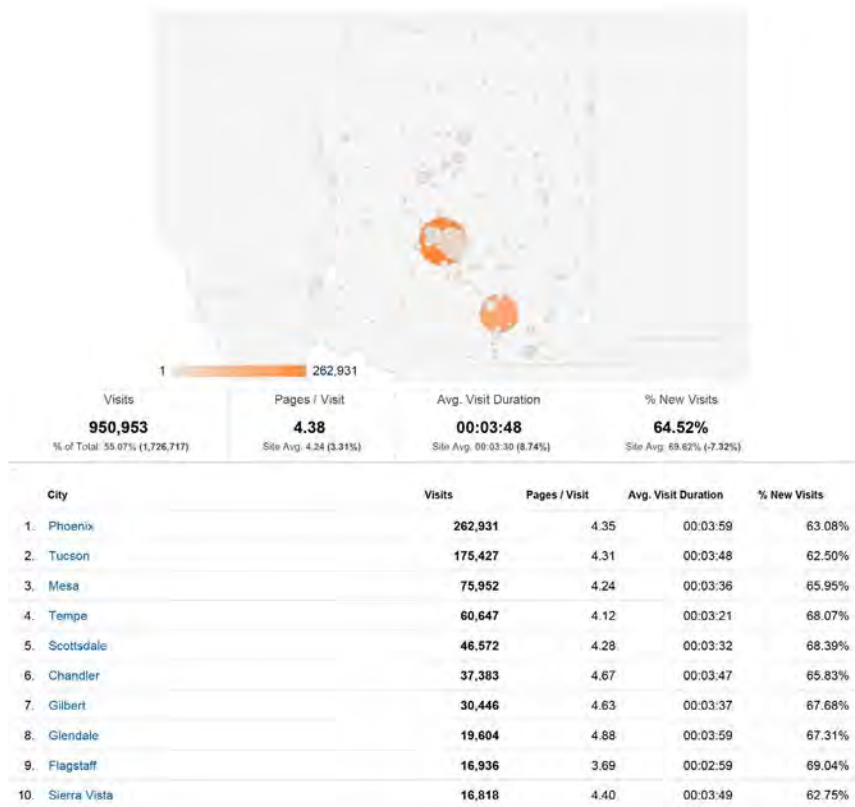 1 262,931
Visits Pages / Visit Avg. Visit Duration % New Visits
950,953 4.38 00:03:48 64.52%
% of Total: 55.07% (1,726,717) Site Avg: 4.24 (3.31%) Site Avg: 00:03:30 (8.74%) Site Avg: 69.62% (-7.32%)
City Visits Pages / Visit Avg. Visit Duration % New Visits
1. Phoenix 262,931 4.35 00:03:59 63.08%
2. Tucson 175,427 4.31 00:03:48 62.50%
3. Mesa 75,952 4.24 00:03:36 65.95%
4. Tempe 60,647 4.12 00:03:21 68.07%
5. Scottsdale 46,572 4.28 00:03:32 68.39%
6. Chandler 37,383 4.67 00:03:47 65.83%
7. Gilbert 30,446 4.63 00:03:37 67.68%
8. Glendale 19,604 4.88 00:03:59 67.31%
9. Flagstaff 16,936 3.69 00:02:59 69.04%
10. Sierra Vista 16,818 4.40 00:03:49 62.75%